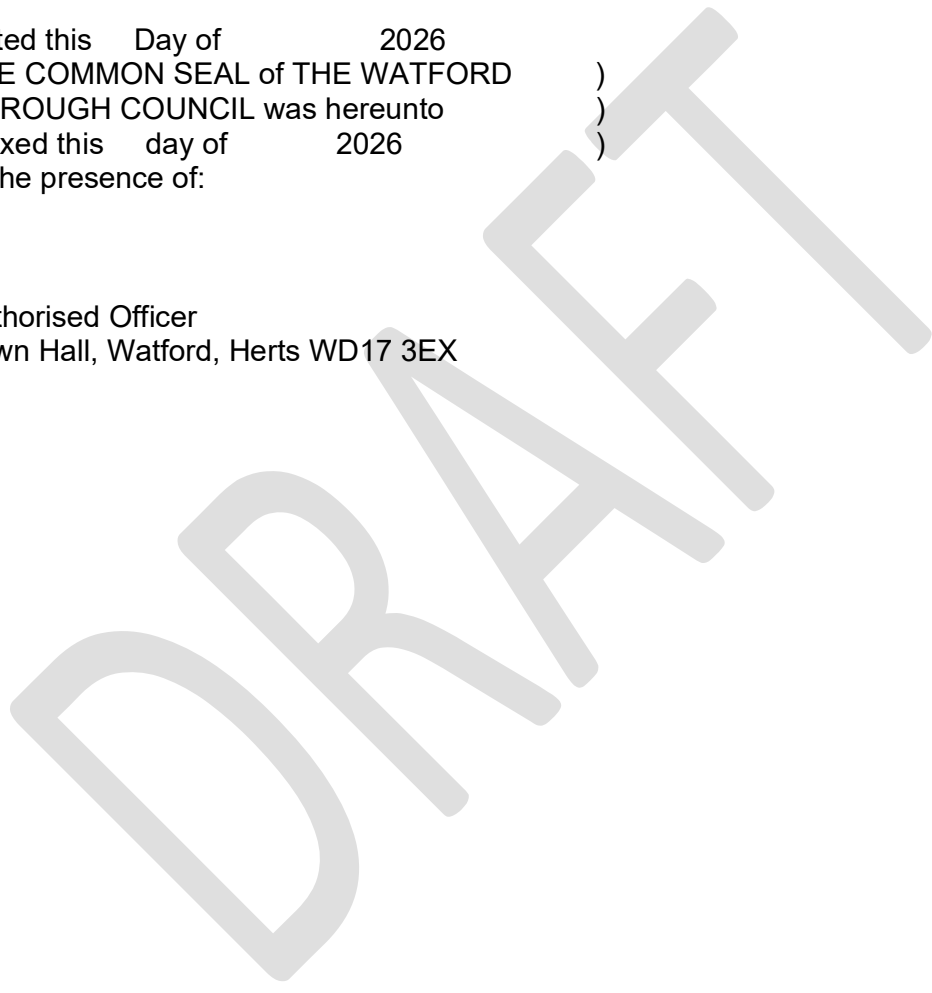 ted this Day of 2026
E COMMON SEAL of THE WATFORD )
ROUGH COUNCIL was hereunto )
xed this day of 2026 )
he presence of:
horised Officer
wn Hall, Watford, Herts WD17 3EX
DRAFT